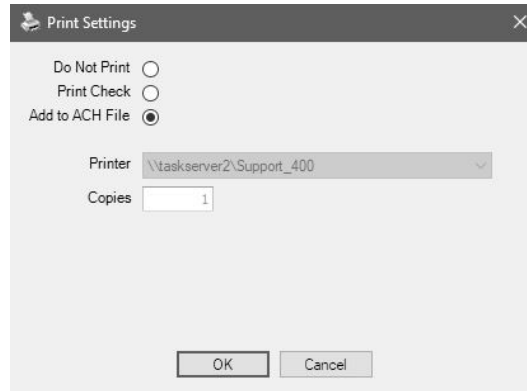 Print Settings
Do Not Print
Print Check
Add to ACH File
Printer \\taskserver2\Support_400
Copies 1
OK Cancel